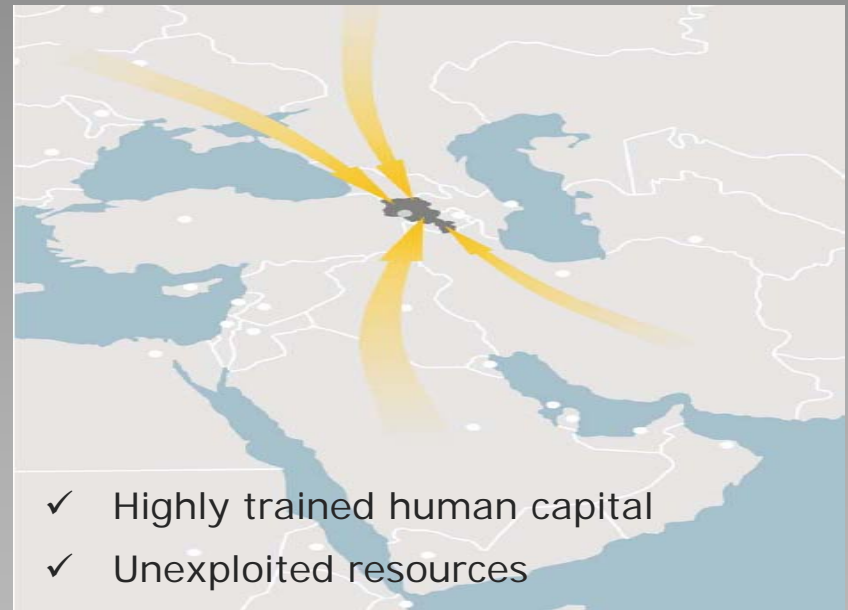 ✓ Highly trained human capital
✓ Unexploited resources